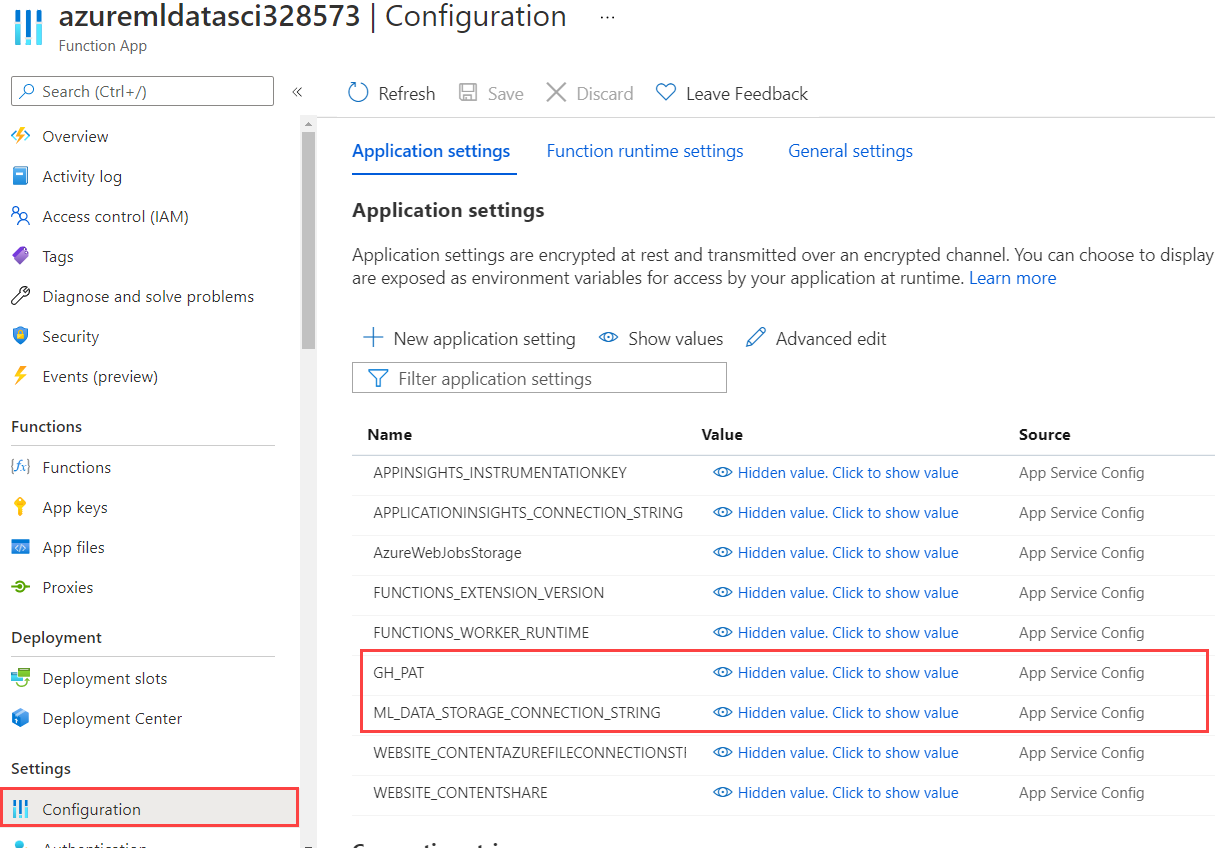 azuremldatasci328573 | Configuration ...
Function App
Search (Ctrl+/)
«
Overview
Activity log
Access control (IAM)
Tags
Diagnose and solve problems
Security
Events (preview)
Functions
Functions
App keys
App files
Proxies
Deployment
Deployment slots
Deployment Center
Settings
Configuration
Authentication
Refresh Save Discard Leave Feedback
Application settings Function runtime settings General settings
Application settings
Application settings are encrypted at rest and transmitted over an encrypted channel. You can choose to display
are exposed as environment variables for access by your application at runtime. Learn more
New application setting Show values Advanced edit
Filter application settings
Name Value Source
APPINSIGHTS_INSTRUMENTATIONKEY Hidden value. Click to show value App Service Config
APPLICATIONINSIGHTS_CONNECTION_STRING Hidden value. Click to show value App Service Config
AzureWebJobsStorage Hidden value. Click to show value App Service Config
FUNCTIONS_EXTENSION_VERSION Hidden value. Click to show value App Service Config
FUNCTIONS_WORKER_RUNTIME Hidden value. Click to show value App Service Config
GH_PAT Hidden value. Click to show value App Service Config
ML_DATA_STORAGE_CONNECTION_STRING Hidden value. Click to show value App Service Config
WEBSITE_CONTENTAZUREFILECONNECTIONSTI Hidden value. Click to show value App Service Config
WEBSITE_CONTENTSHARE Hidden value. Click to show value App Service Config